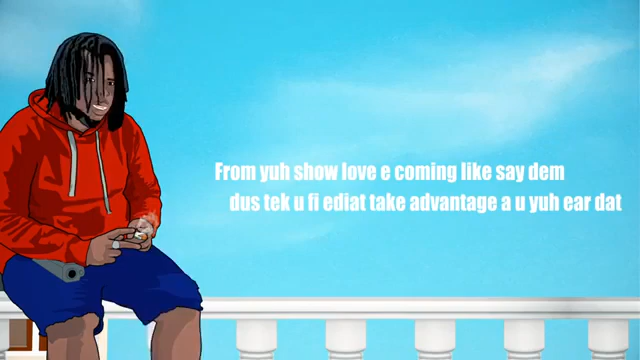 From yuh show love e coming like say dem
dus tek u fi ediat take advantage a u yuh ear dat